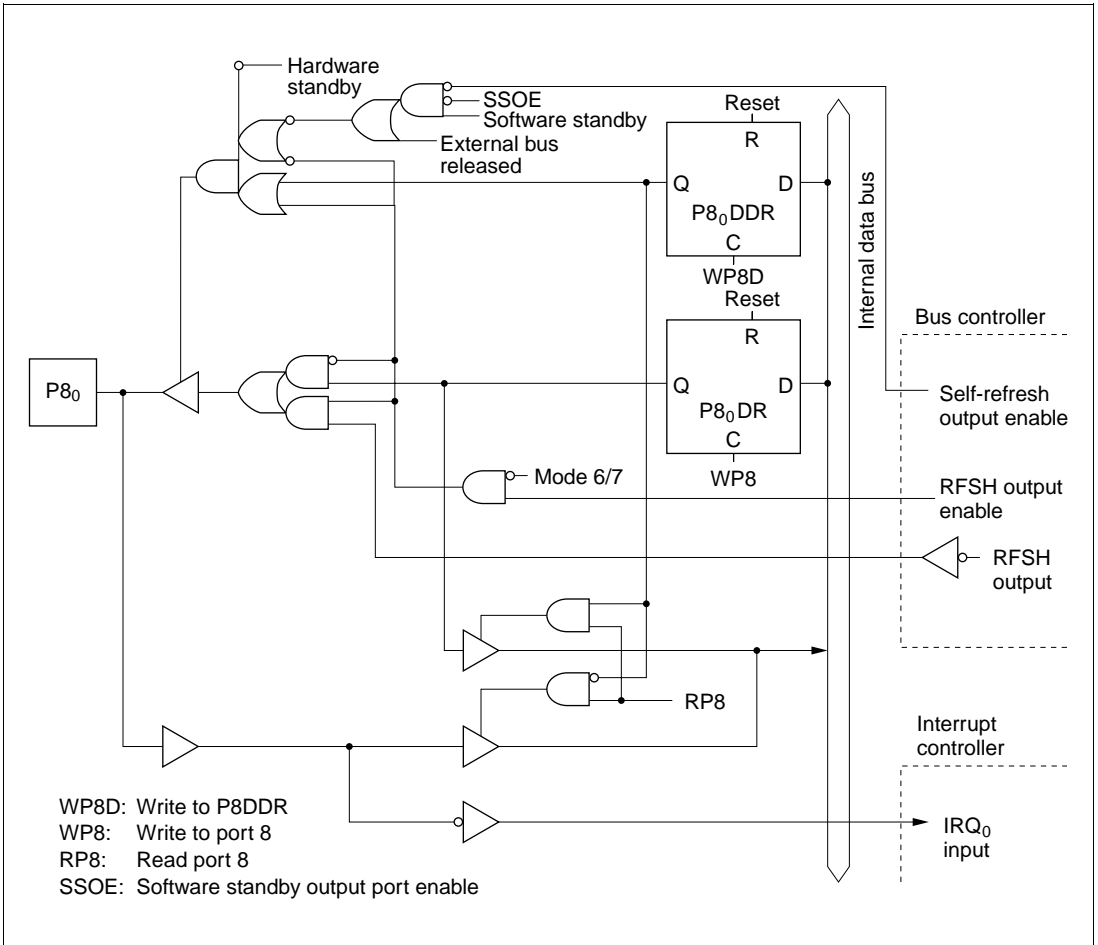 Hardware
standby
SSOE
Software standby
External bus
released
Reset
R
Q
D
P8₀DDR
C
WP8D
Internal data bus
Reset
R
Q
D
P8₀DR
C
WP8
Bus controller
Self-refresh
output enable
P8₀
Mode 6/7
RFSH output
enable
RFSH
output
RP8
Interrupt
controller
WP8D: Write to P8DDR
WP8: Write to port 8
RP8: Read port 8
SSOE: Software standby output port enable
IRQ₀
input